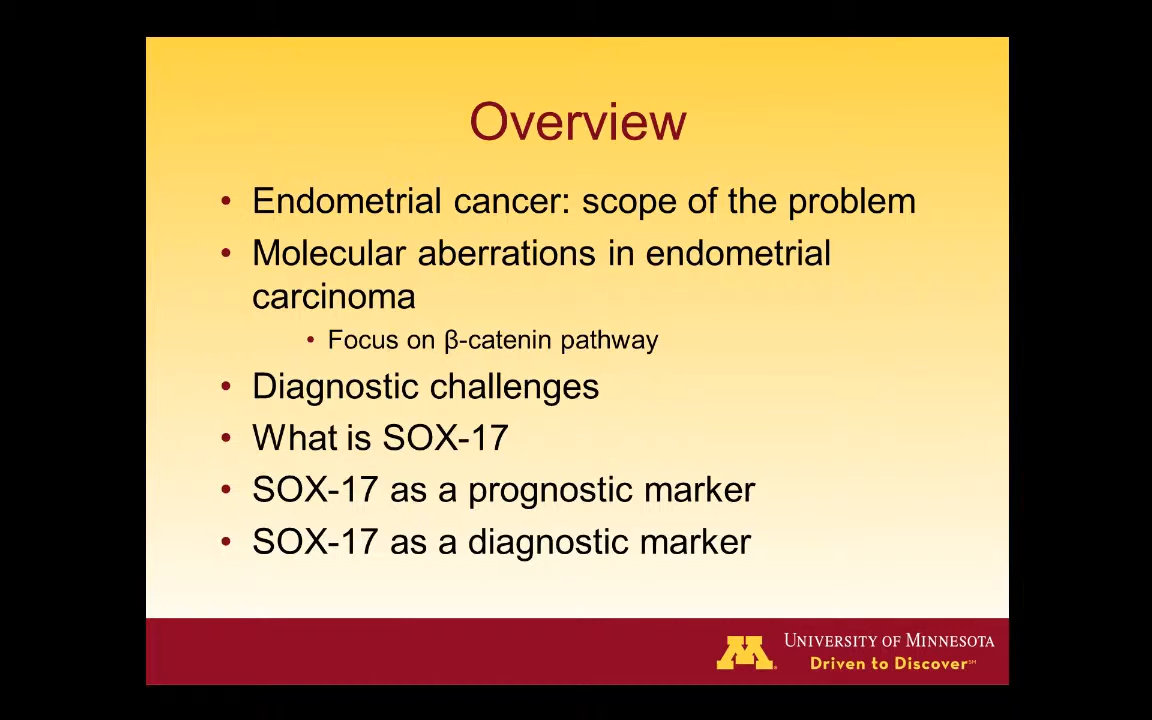 Overview
• Endometrial cancer: scope of the problem
• Molecular aberrations in endometrial
carcinoma
• Focus on β-catenin pathway
• Diagnostic challenges
• What is SOX-17
• SOX-17 as a prognostic marker
• SOX-17 as a diagnostic marker
M®
UNIVERSITY OF MINNESOTA
Driven to Discover℠